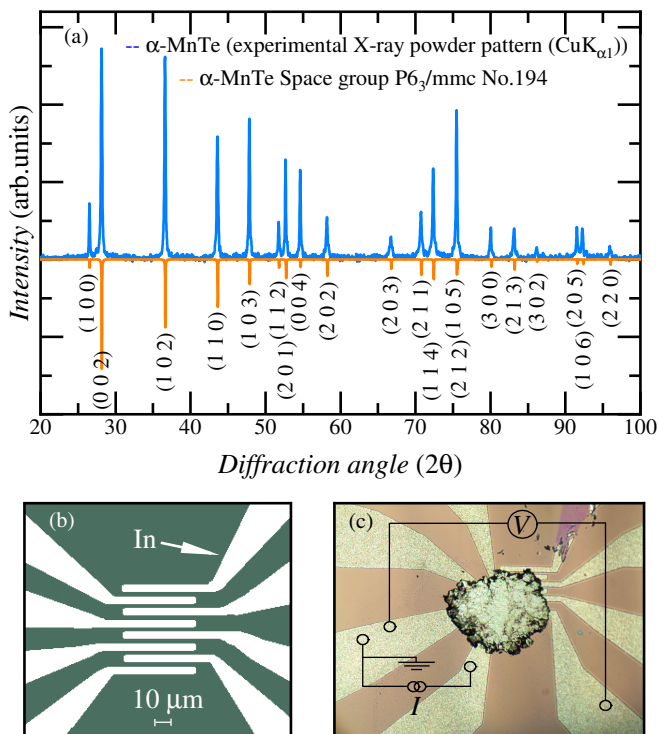 (a)
-- α-MnTe (experimental X-ray powder pattern (CuKα1))
-- α-MnTe Space group P63/mmc No.194
Intensity (arb.units)
(1 0 0)
(0 0 2)
(1 0 2)
(1 1 0)
(1 0 3)
(1 1 2)
(2 0 1)
(0 0 4)
(2 0 2)
(2 0 3)
(2 1 1)
(1 1 4)
(1 0 5)
(2 1 2)
(3 0 0)
(2 1 3)
(3 0 2)
(2 0 5)
(1 0 6)
(2 2 0)
20 30 40 50 60 70 80 90 100
Diffraction angle (2θ)
(b)
In
10 μm
(c)
V
I